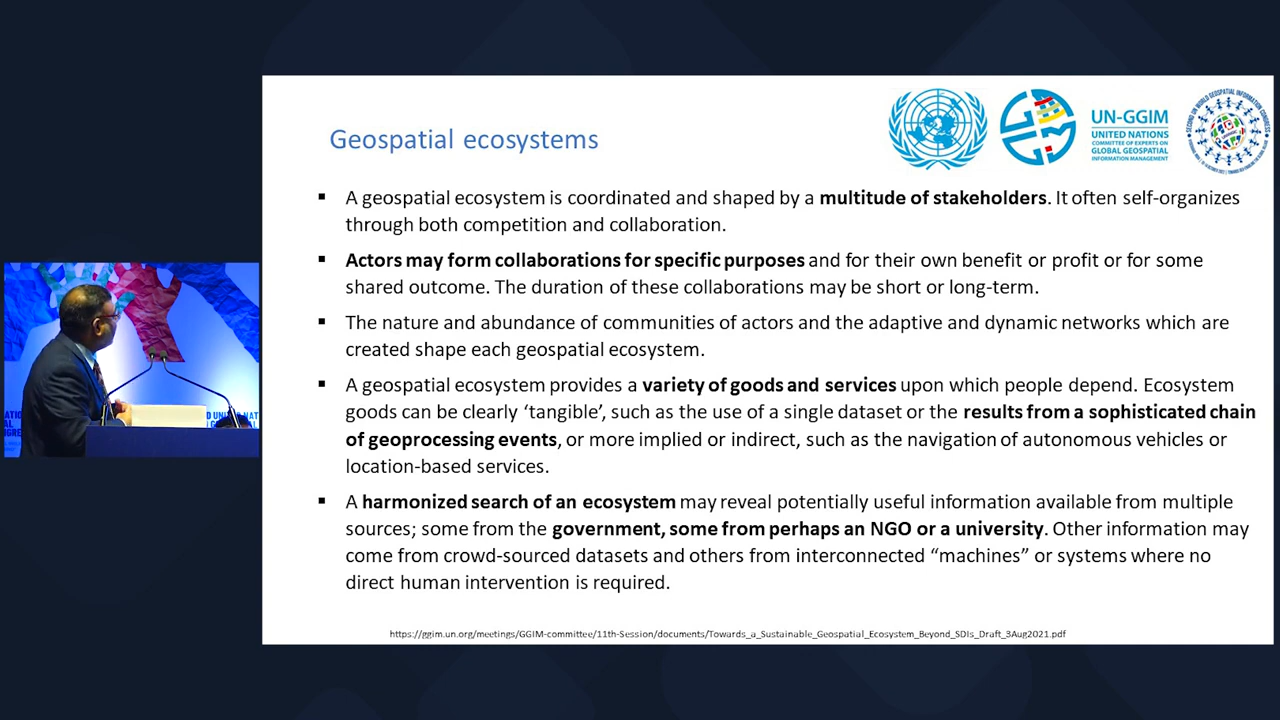 Geospatial ecosystems
UN-GGIM
UNITED NATIONS
COMMITTEE OF EXPERTS ON
GLOBAL GEOSPATIAL
INFORMATION MANAGEMENT
▪ A geospatial ecosystem is coordinated and shaped by a multitude of stakeholders. It often self-organizes
through both competition and collaboration.
▪ Actors may form collaborations for specific purposes and for their own benefit or profit or for some
shared outcome. The duration of these collaborations may be short or long-term.
▪ The nature and abundance of communities of actors and the adaptive and dynamic networks which are
created shape each geospatial ecosystem.
▪ A geospatial ecosystem provides a variety of goods and services upon which people depend. Ecosystem
goods can be clearly ‘tangible’, such as the use of a single dataset or the results from a sophisticated chain
of geoprocessing events, or more implied or indirect, such as the navigation of autonomous vehicles or
location-based services.
▪ A harmonized search of an ecosystem may reveal potentially useful information available from multiple
sources; some from the government, some from perhaps an NGO or a university. Other information may
come from crowd-sourced datasets and others from interconnected “machines” or systems where no
direct human intervention is required.
https://ggim.un.org/meetings/GGIM-committee/11th-Session/documents/Towards_a_Sustainable_Geospatial_Ecosystem_Beyond_SDIs_Draft_3Aug2021.pdf